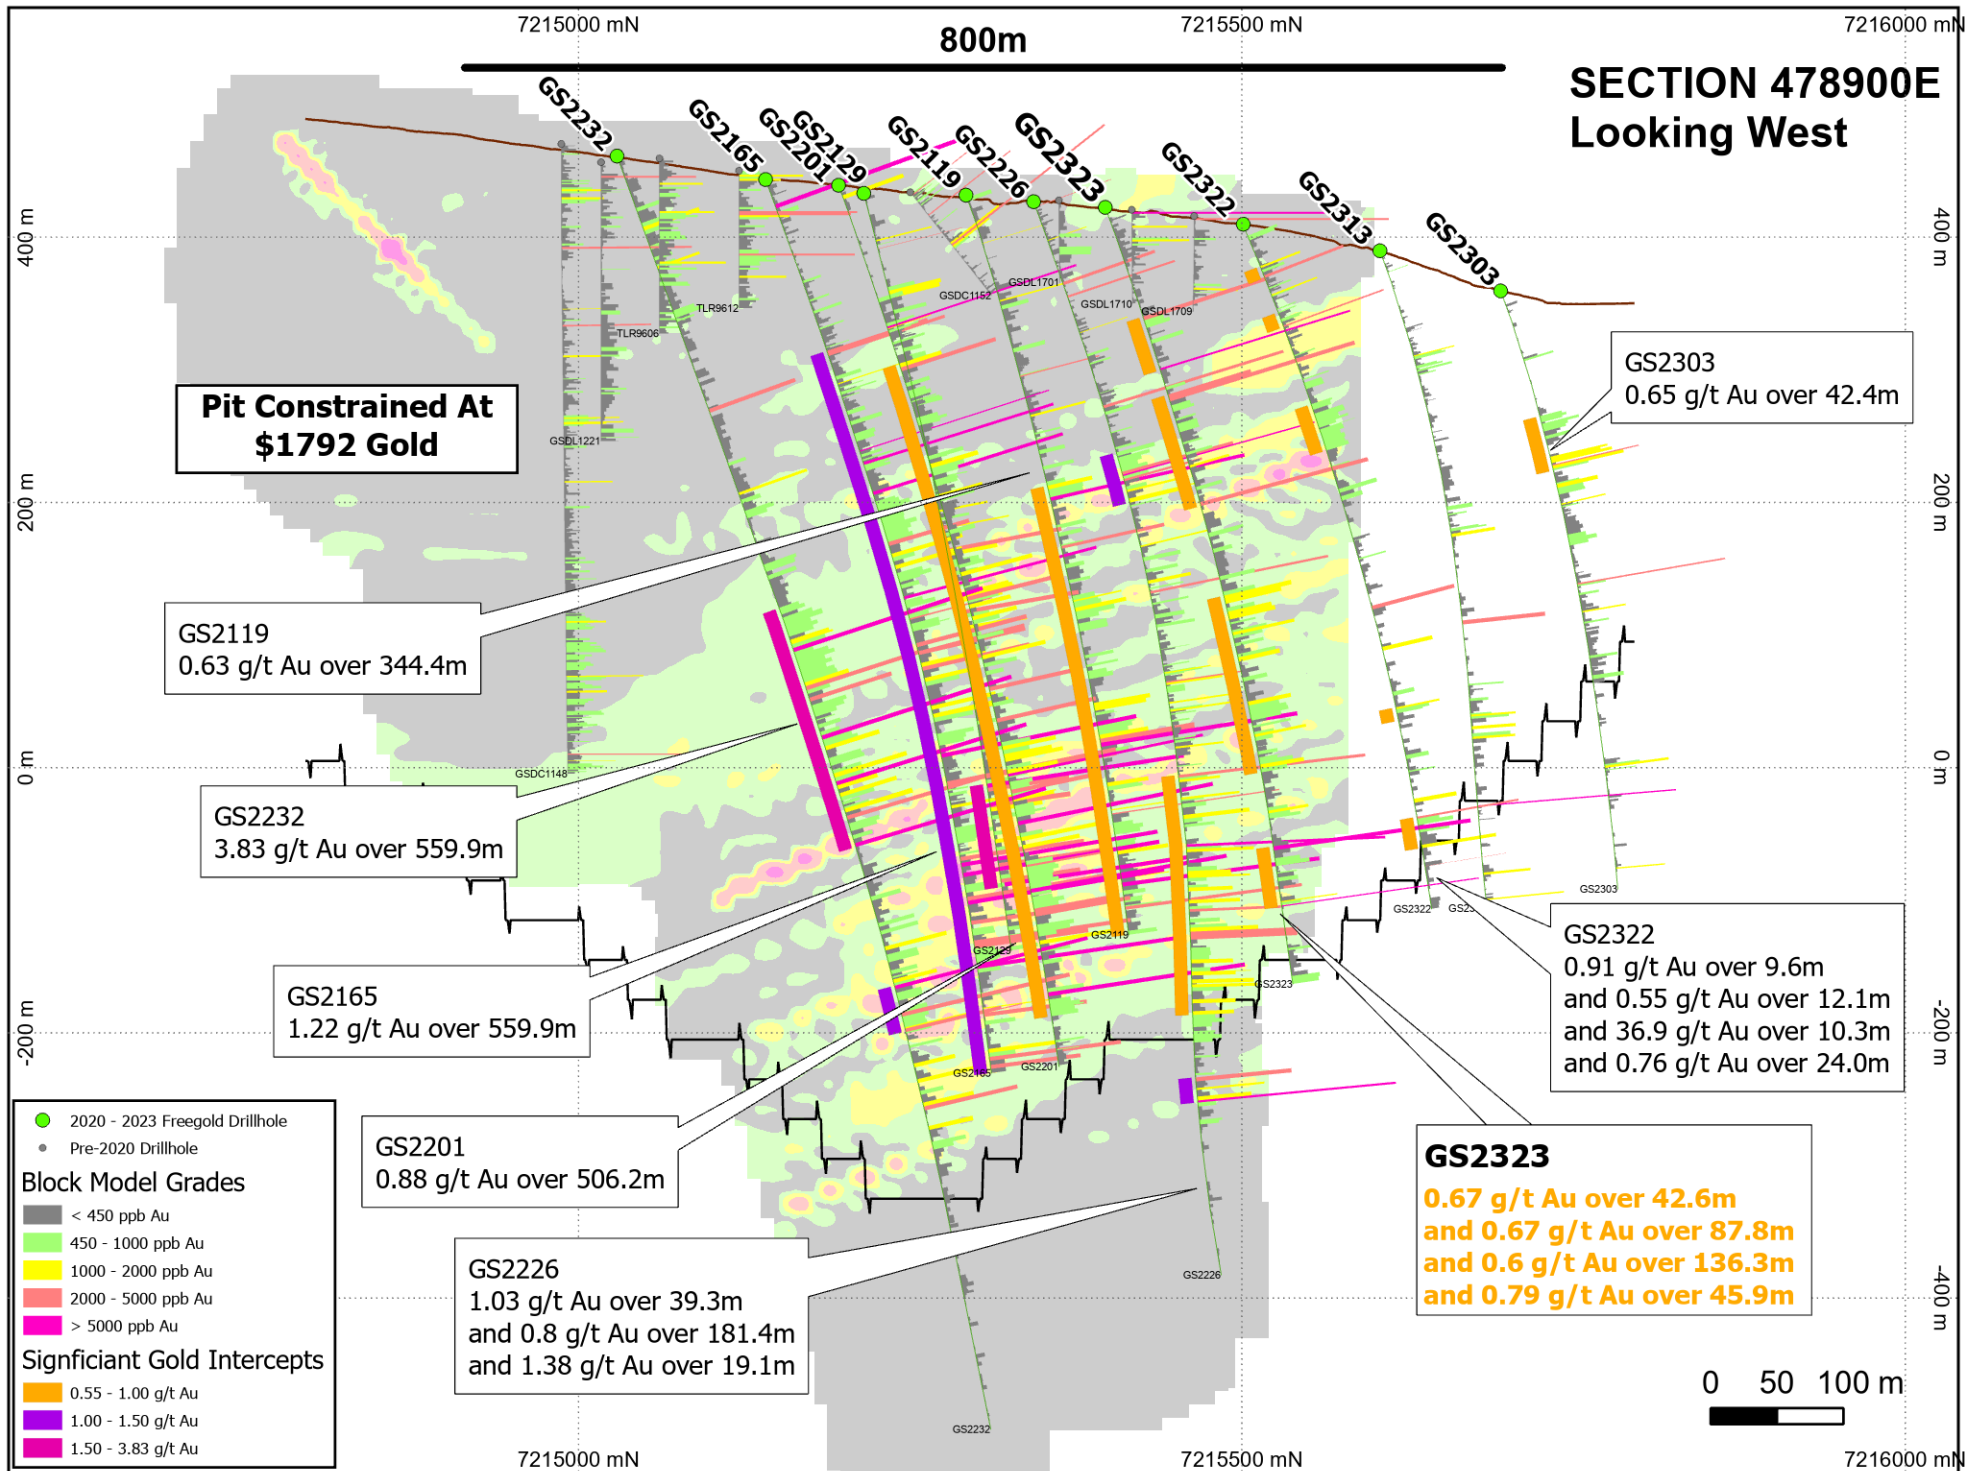 7215000 mN
7215500 mN
7216000 mN
800m
SECTION 478900E
Looking West
GS2232
GS2165
GS2201
GS2129
GS2119
GS2226
GS2323
GS2322
GS2313
GS2303
400 m
400 m
GSDC1152
GSDL1701
GSDL1710
GSDL1709
TLR9612
TLR9606
GSDL1221
Pit Constrained At
$1792 Gold
GS2303
0.65 g/t Au over 42.4m
200 m
200 m
GS2119
0.63 g/t Au over 344.4m
0 m
0 m
GSDC1148
GS2232
3.83 g/t Au over 559.9m
GS2303
GS2322
GS23
GS2119
GS2129
GS2323
GS2322
0.91 g/t Au over 9.6m
and 0.55 g/t Au over 12.1m
and 36.9 g/t Au over 10.3m
and 0.76 g/t Au over 24.0m
GS2165
1.22 g/t Au over 559.9m
-200 m
-200 m
GS2165
GS2201
GS2201
0.88 g/t Au over 506.2m
GS2323
0.67 g/t Au over 42.6m
and 0.67 g/t Au over 87.8m
and 0.6 g/t Au over 136.3m
and 0.79 g/t Au over 45.9m
GS2226
1.03 g/t Au over 39.3m
and 0.8 g/t Au over 181.4m
and 1.38 g/t Au over 19.1m
GS2226
-400 m
GS2232
2020 - 2023 Freegold Drillhole
Pre-2020 Drillhole
Block Model Grades
< 450 ppb Au
450 - 1000 ppb Au
1000 - 2000 ppb Au
2000 - 5000 ppb Au
> 5000 ppb Au
Signficiant Gold Intercepts
0.55 - 1.00 g/t Au
1.00 - 1.50 g/t Au
1.50 - 3.83 g/t Au
0 50 100 m
7215000 mN
7215500 mN
7216000 mN